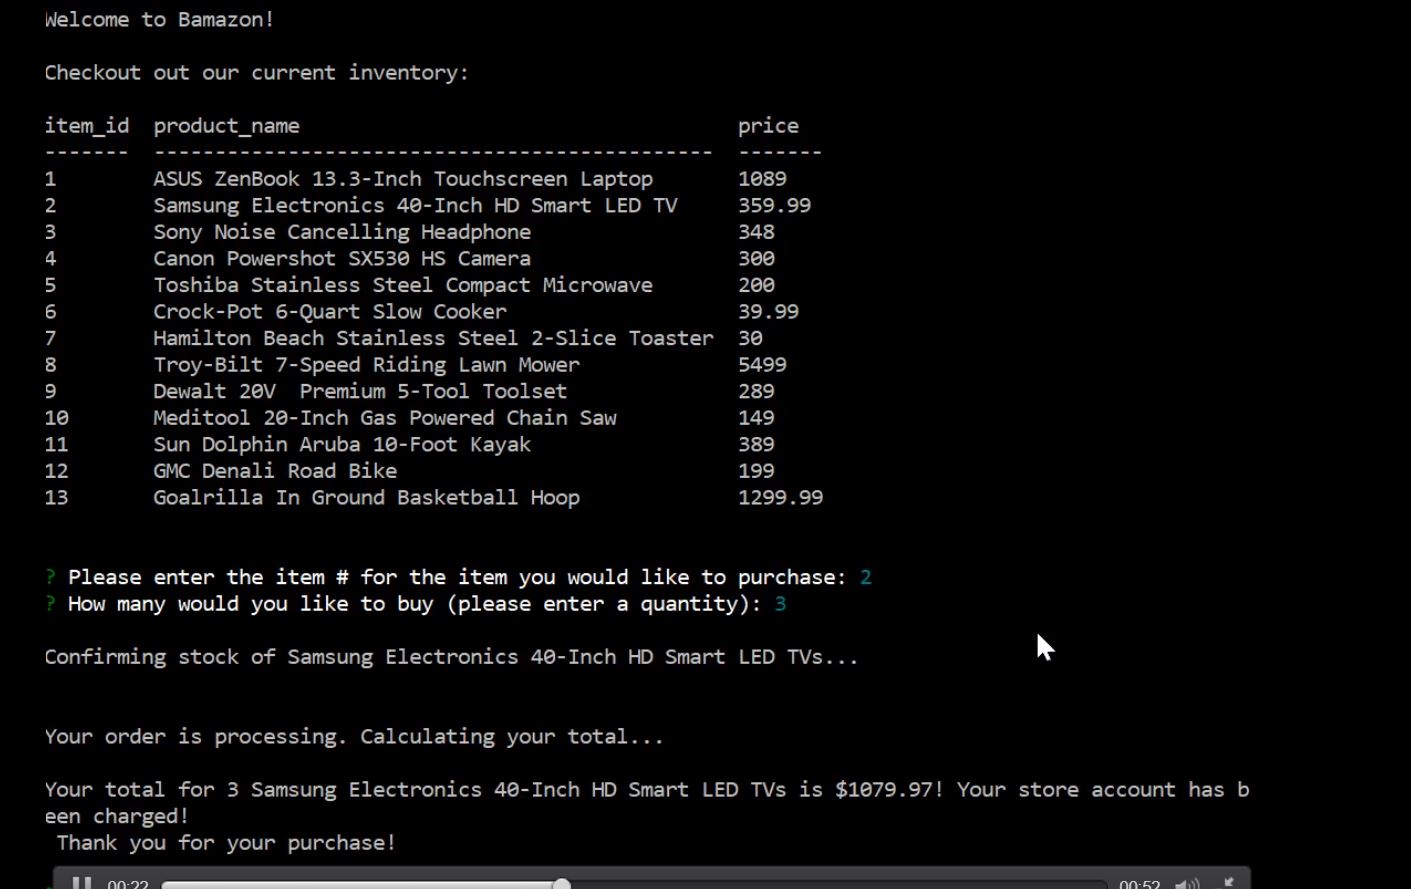 Welcome to Bamazon!
Checkout out our current inventory:
item_id  product_name                                    price
-------  ----------------------------------------------  -------
1        ASUS ZenBook 13.3-Inch Touchscreen Laptop       1089
2        Samsung Electronics 40-Inch HD Smart LED TV     359.99
3        Sony Noise Cancelling Headphone                 348
4        Canon Powershot SX530 HS Camera                 300
5        Toshiba Stainless Steel Compact Microwave       200
6        Crock-Pot 6-Quart Slow Cooker                   39.99
7        Hamilton Beach Stainless Steel 2-Slice Toaster  30
8        Troy-Bilt 7-Speed Riding Lawn Mower             5499
9        Dewalt 20V  Premium 5-Tool Toolset              289
10       Meditool 20-Inch Gas Powered Chain Saw          149
11       Sun Dolphin Aruba 10-Foot Kayak                 389
12       GMC Denali Road Bike                            199
13       Goalrilla In Ground Basketball Hoop             1299.99
? Please enter the item # for the item you would like to purchase: 2
? How many would you like to buy (please enter a quantity): 3
Confirming stock of Samsung Electronics 40-Inch HD Smart LED TVs...
Your order is processing. Calculating your total...
Your total for 3 Samsung Electronics 40-Inch HD Smart LED TVs is $1079.97! Your store account has b
een charged!
Thank you for your purchase!
00:22 00:52